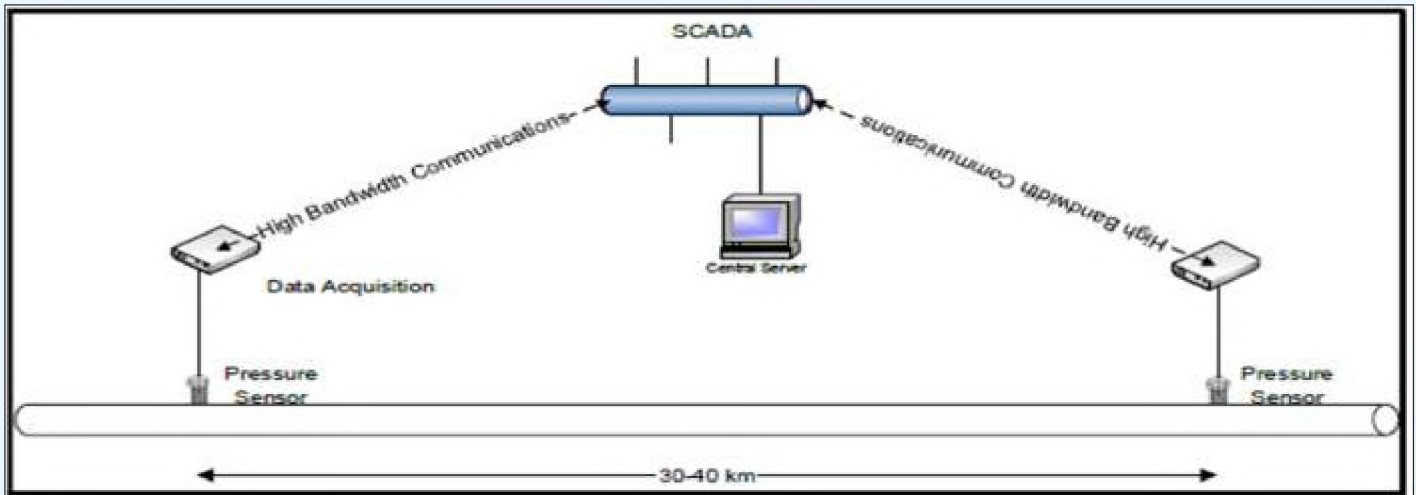 SCADA
High Bandwidth Communications
High Bandwidth Communications
Central Server
Data Acquisition
Pressure
Sensor
Pressure
Sensor
30-40 km